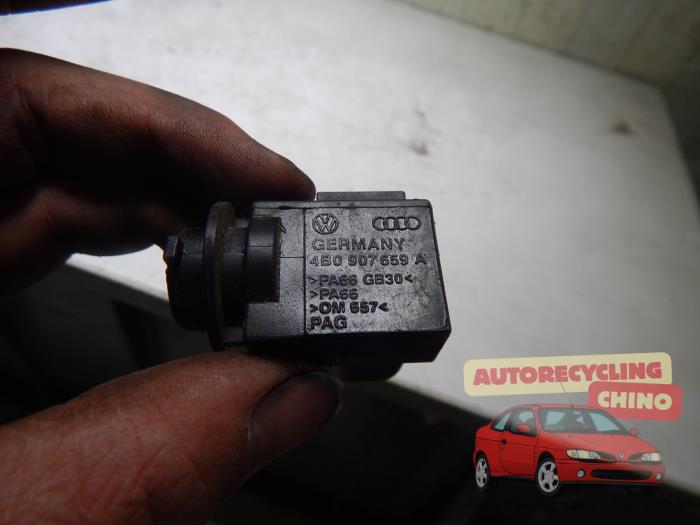 GERMANY
4B0 907 659 A
>PA66 GB30<
>PA66
>OM 657<
PAG
AUTORECYCLING
CHINO